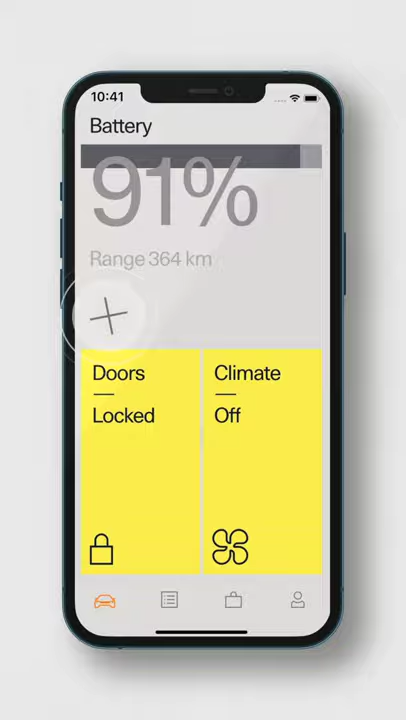 10:41
Battery
91%
Range 364 km
Doors
Locked
Climate
Off